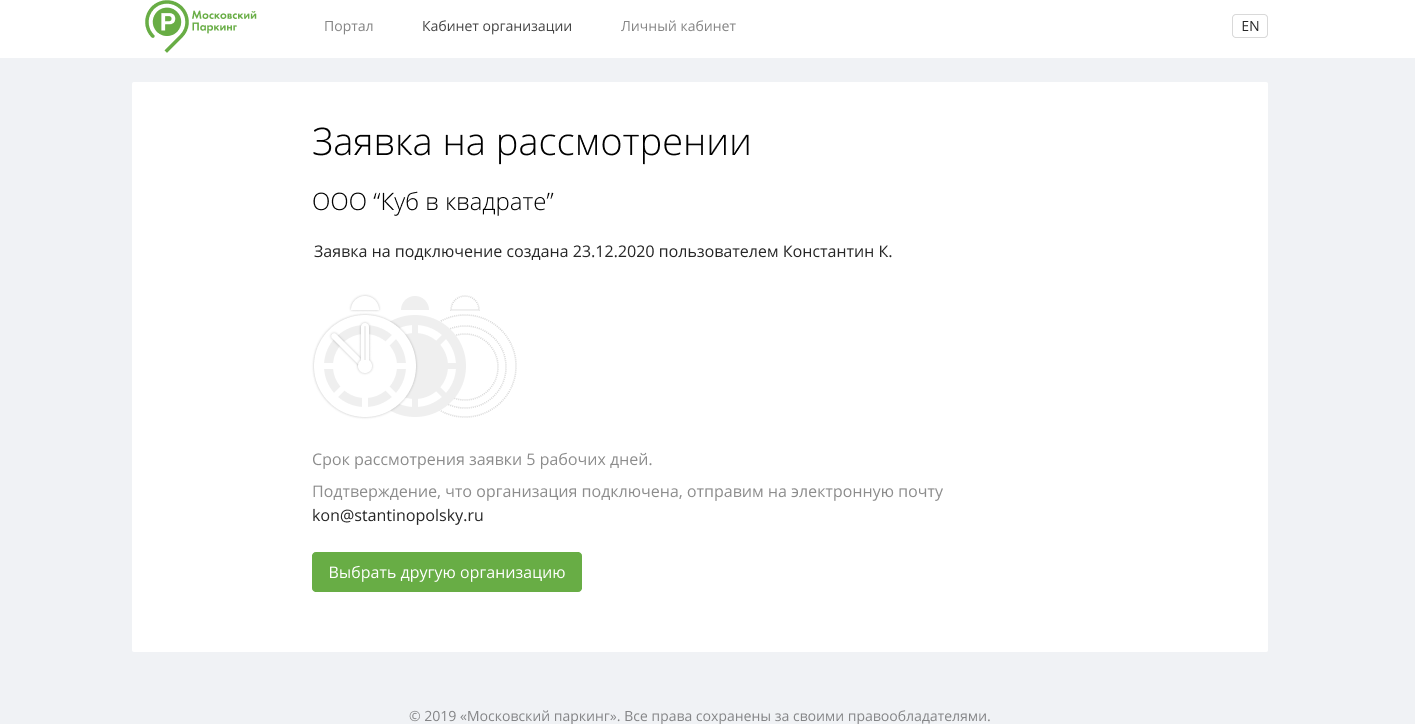 Московский
Паркинг
Портал
Кабинет организации
Личный кабинет
EN
Заявка на рассмотрении
ООО “Куб в квадрате”
Заявка на подключение создана 23.12.2020 пользователем Константин К.
Срок рассмотрения заявки 5 рабочих дней.
Подтверждение, что организация подключена, отправим на электронную почту
kon@stantinopolsky.ru
Выбрать другую организацию
© 2019 «Московский паркинг». Все права сохранены за своими правообладателями.